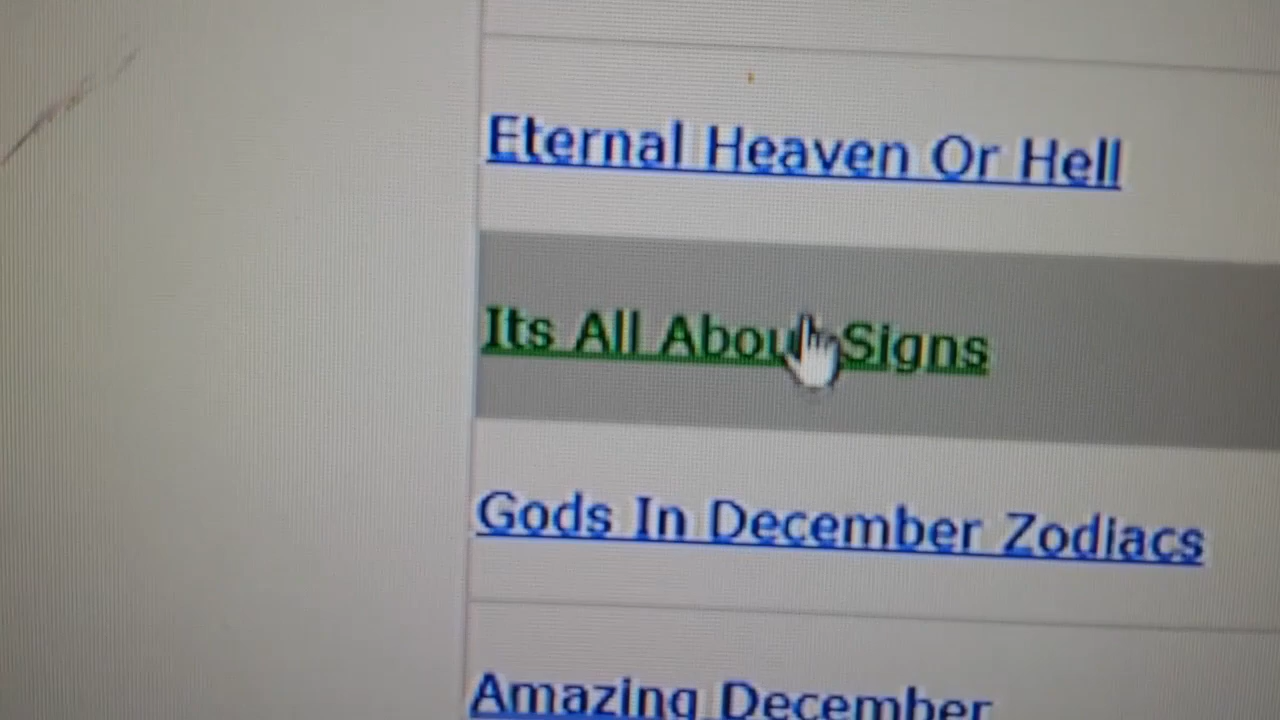 Eternal Heaven Or Hell
Its All About Signs
Gods In December Zodiacs
Amazing December